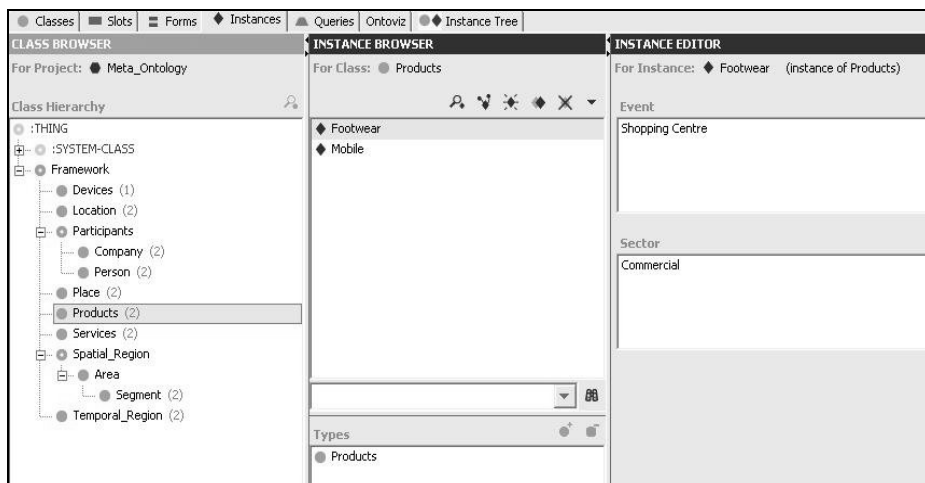 Classes Slots Forms Instances Queries Ontoviz Instance Tree
CLASS BROWSER
For Project: Meta_Ontology
Class Hierarchy
:THING
:SYSTEM-CLASS
Framework
Devices (1)
Location (2)
Participants
Company (2)
Person (2)
Place (2)
Products (2)
Services (2)
Spatial_Region
Area
Segment (2)
Temporal_Region (2)
INSTANCE BROWSER
For Class: Products
Footwear
Mobile
Types
Products
INSTANCE EDITOR
For Instance: Footwear (instance of Products)
Event
Shopping Centre
Sector
Commercial